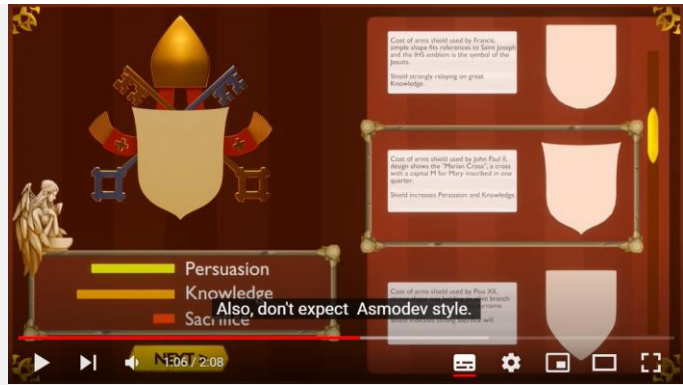 Coat of arms shield used by Francis,
simple shape fits references to Saint Joseph
and the IHS emblem is the symbol of the
Jesuits.
Shield strongly relaying on great
Knowledge.
Coat of arms shield used by John Paul II,
design shows the "Marian Cross", a cross
with a capital M for Mary inscribed in one
quarter.
Shield increases Persuasion and Knowledge.
Coat of arms shield used by Pius XII,
Persuasion
Knowledge
Sacrifice
Also, don't expect Asmodev style.
NEXT
1:06 / 2:08